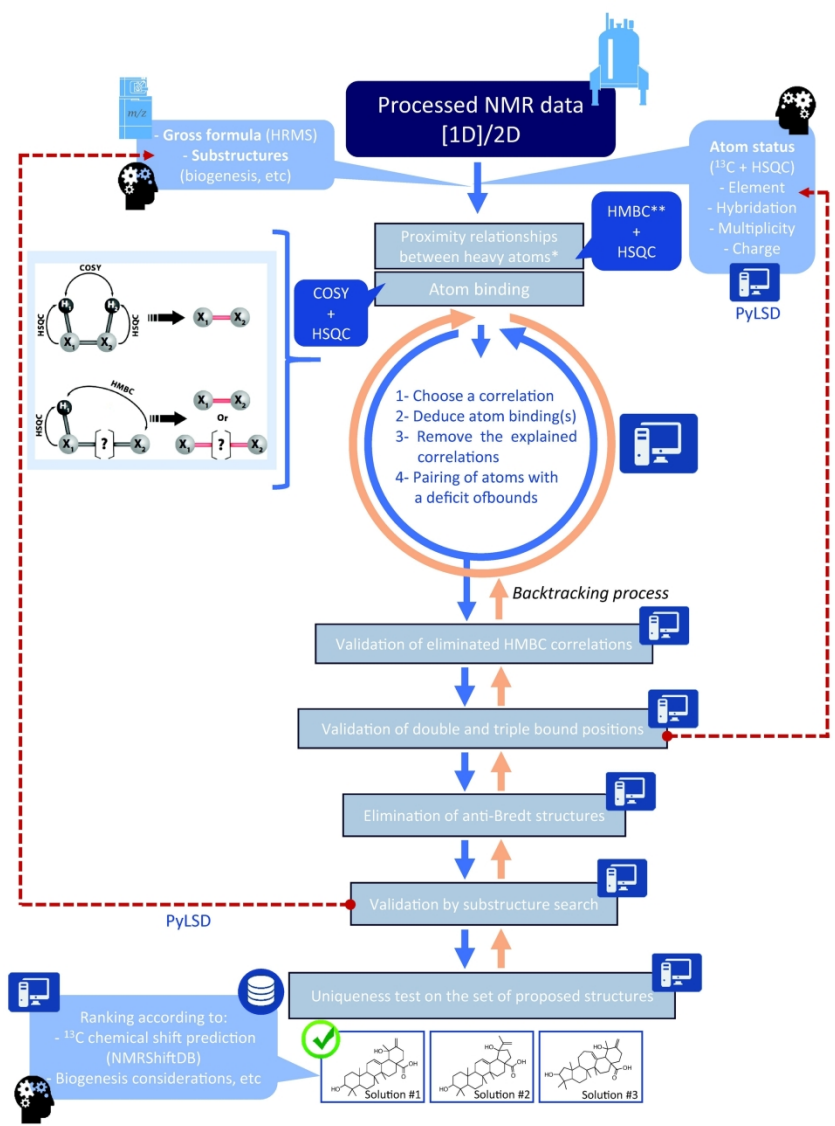 Processed NMR data
[1D]/2D
m/z
- Gross formula (HRMS)
- Substructures
(biogenesis, etc)
Atom status
(¹³C + HSQC)
- Element
- Hybridation
- Multiplicity
- Charge
PyLSD
HMBC**
+
HSQC
Proximity relationships
between heavy atoms*
Atom binding
COSY
+
HSQC
COSY
H₁ H₂
HSQC HSQC
X₁ X₂ X₁ X₂
HMBC
H₁
HSQC
X₁ ? X₂
X₁ X₂
Or
X₁ ? X₂
1- Choose a correlation
2- Deduce atom binding(s)
3- Remove the explained
correlations
4- Pairing of atoms with
a deficit ofbounds
Backtracking process
Validation of eliminated HMBC correlations
Validation of double and triple bound positions
Elimination of anti-Bredt structures
Validation by substructure search
PyLSD
Uniqueness test on the set of proposed structures
Ranking according to:
- ¹³C chemical shift prediction
(NMRShiftDB)
- Biogenesis considerations, etc
HO
HO
O
OH
Solution #1
HO
HO
O
OH
Solution #2
HO
HO
O
OH
Solution #3